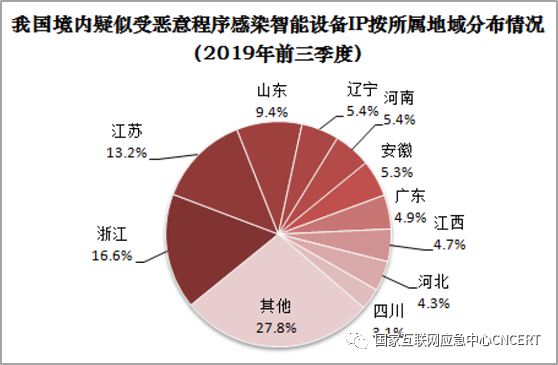 我国境内疑似受恶意程序感染智能设备IP按所属地域分布情况
(2019年前三季度)
山东
9.4%
辽宁
5.4%
河南
5.4%
安徽
5.3%
广东
4.9%
江西
4.7%
河北
4.3%
四川
3.1%
其他
27.8%
浙江
16.6%
江苏
13.2%
国家互联网应急中心CNCERT